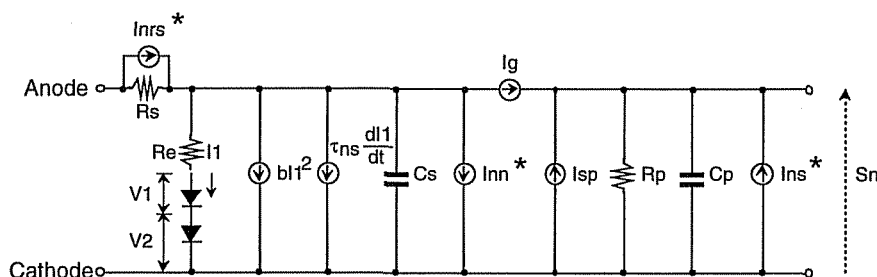 Inrs *
Anode
Rs
Ig
Re
I1
V1
V2
bI1²
τns dI1/dt
Cs
Inn *
Isp
Rp
Cp
Ins *
Sn
Cathode